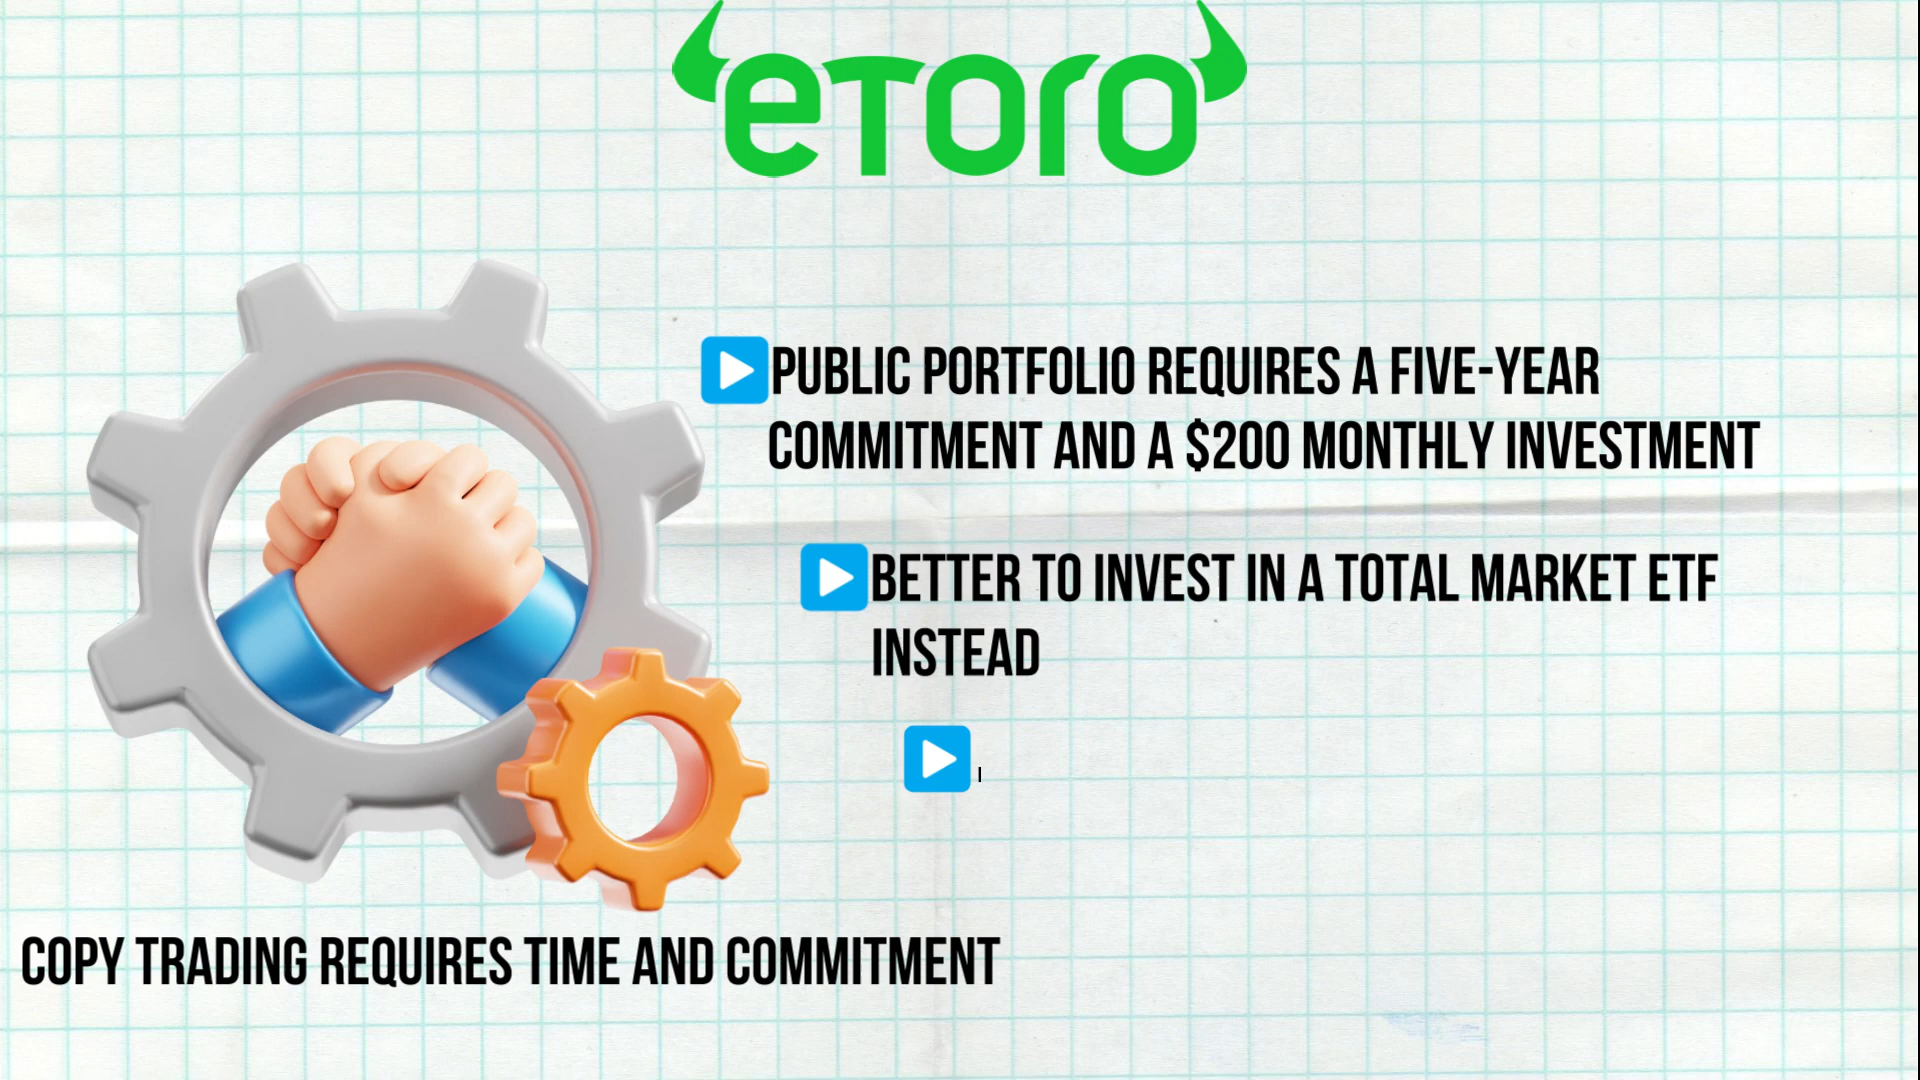 eToro
PUBLIC PORTFOLIO REQUIRES A FIVE-YEAR
COMMITMENT AND A $200 MONTHLY INVESTMENT
BETTER TO INVEST IN A TOTAL MARKET ETF
INSTEAD
COPY TRADING REQUIRES TIME AND COMMITMENT